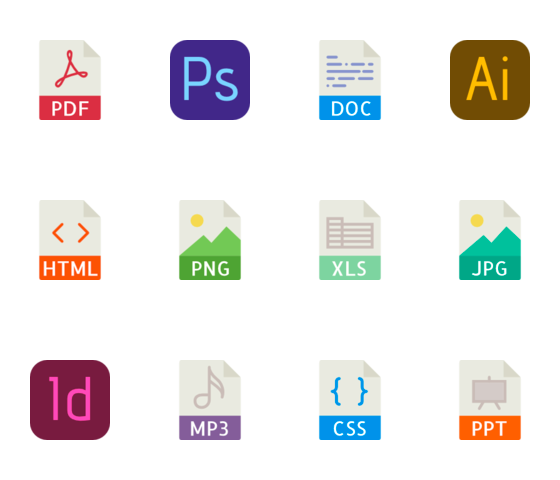 PDF
Ps
DOC
Ai
HTML
PNG
XLS
JPG
Id
MP3
CSS
PPT